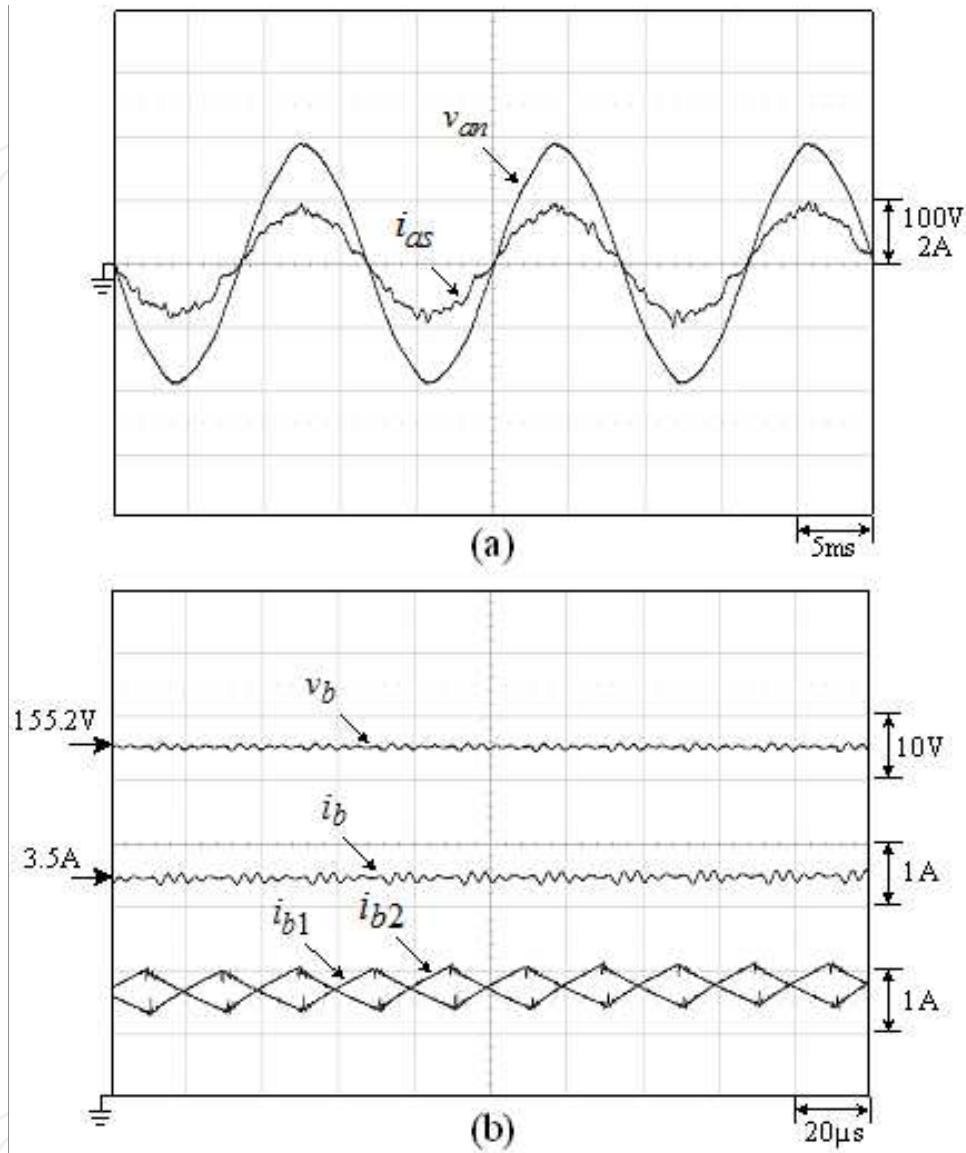 v_an
i_as
100V
2A
5ms
(a)
v_b
155.2V
10V
i_b
3.5A
1A
i_b1 i_b2
1A
20µs
(b)